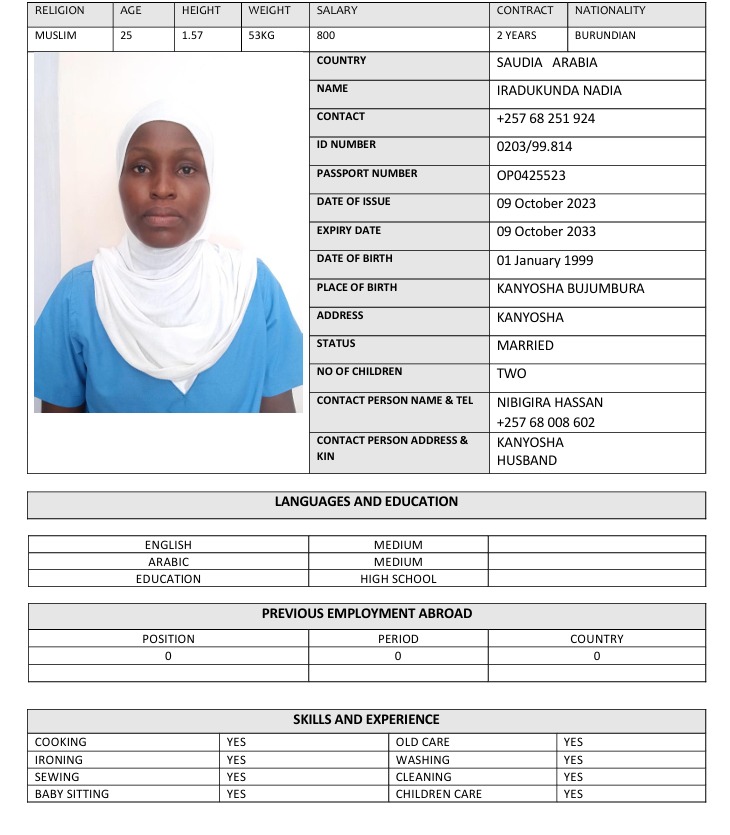 RELIGION AGE HEIGHT WEIGHT SALARY CONTRACT NATIONALITY
MUSLIM 25 1.57 53KG 800 2 YEARS BURUNDIAN
COUNTRY SAUDIA ARABIA
NAME IRADUKUNDA NADIA
CONTACT +257 68 251 924
ID NUMBER 0203/99.814
PASSPORT NUMBER OP0425523
DATE OF ISSUE 09 October 2023
EXPIRY DATE 09 October 2033
DATE OF BIRTH 01 January 1999
PLACE OF BIRTH KANYOSHA BUJUMBURA
ADDRESS KANYOSHA
STATUS MARRIED
NO OF CHILDREN TWO
CONTACT PERSON NAME & TEL NIBIGIRA HASSAN
+257 68 008 602
CONTACT PERSON ADDRESS & KANYOSHA
KIN HUSBAND
LANGUAGES AND EDUCATION
ENGLISH MEDIUM
ARABIC MEDIUM
EDUCATION HIGH SCHOOL
PREVIOUS EMPLOYMENT ABROAD
POSITION PERIOD COUNTRY
0 0 0
SKILLS AND EXPERIENCE
COOKING YES OLD CARE YES
IRONING YES WASHING YES
SEWING YES CLEANING YES
BABY SITTING YES CHILDREN CARE YES